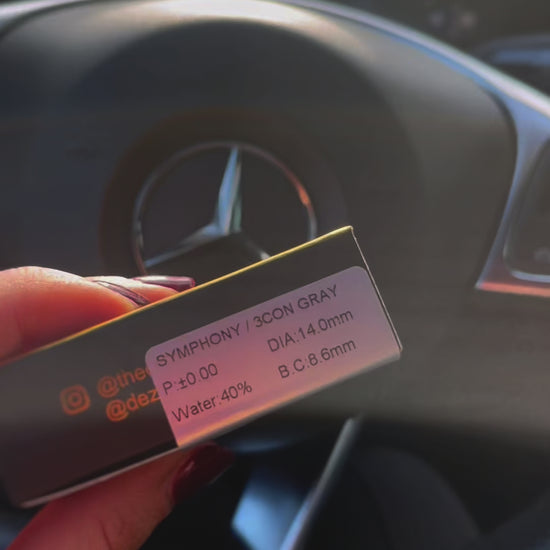 SYMPHONY / 3CON GRAY
P:±0.00 DIA:14.0mm
Water:40% B.C:8.6mm